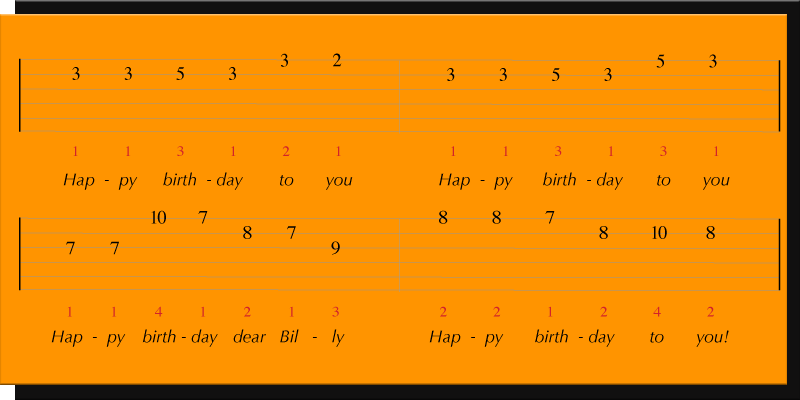 3 2 5 3
3 3 5 3 3 3 5 3
1 1 3 1 2 1 1 1 3 1 3 1
Hap - py birth - day to you Hap - py birth - day to you
10 7 8 8 7
8 7 8 10 8
7 7 9
1 1 4 1 2 1 3 2 2 1 2 4 2
Hap - py birth - day dear Bil - ly Hap - py birth - day to you!